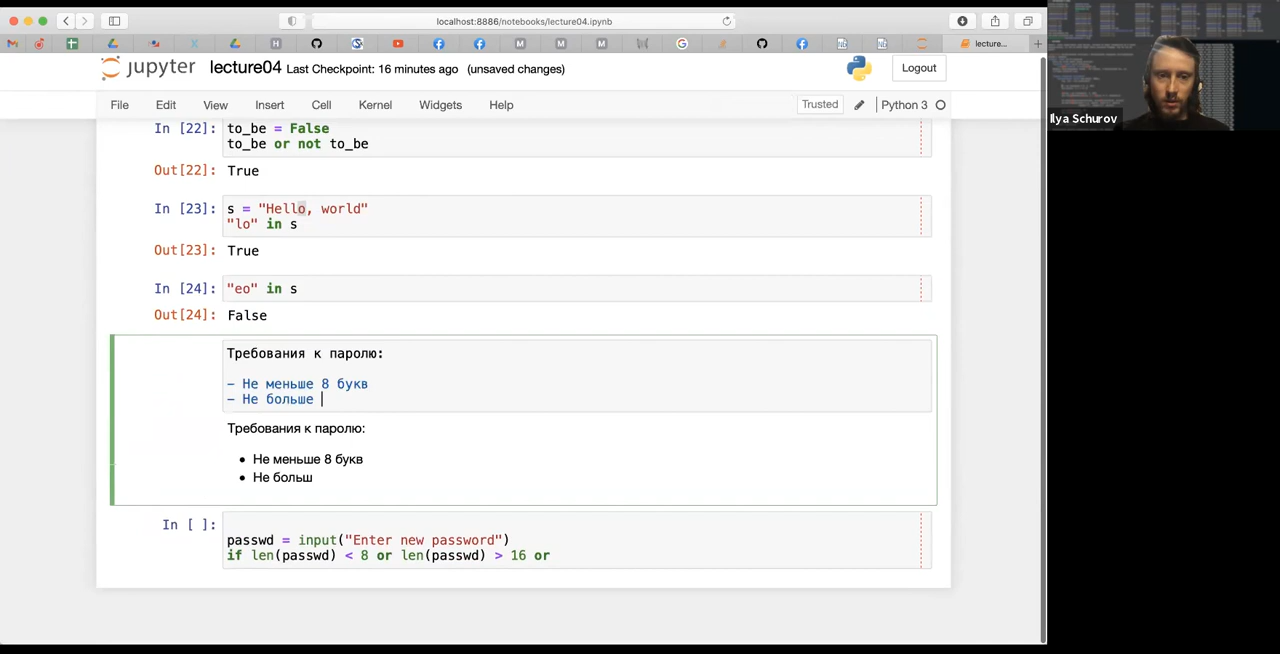 localhost:8886/notebooks/lecture04.ipynb
lecture...
jupyter lecture04 Last Checkpoint: 16 minutes ago (unsaved changes)
Logout
File Edit View Insert Cell Kernel Widgets Help
Trusted
Python 3
In [22]: to_be = False
to_be or not to_be
Out[22]: True
In [23]: s = "Hello, world"
"lo" in s
Out[23]: True
In [24]: "eo" in s
Out[24]: False
Требования к паролю:
- Не меньше 8 букв
- Не больше
Требования к паролю:
• Не меньше 8 букв
• Не больш
In [ ]:
passwd = input("Enter new password")
if len(passwd) < 8 or len(passwd) > 16 or
Ilya Schurov